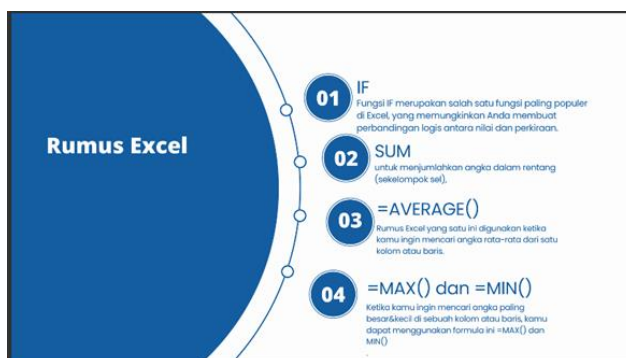 Rumus Excel
01
IF
Fungsi IF merupakan salah satu fungsi paling populer
di Excel, yang memungkinkan Anda membuat
perbandingan logis antara nilai dan perkiraan.
02
SUM
untuk menjumlahkan angka dalam rentang
(sekelompok sel),
03
=AVERAGE()
Rumus Excel yang satu ini digunakan ketika
kamu ingin mencari angka rata-rata dari satu
kolom atau baris.
04
=MAX() dan =MIN()
Ketika kamu ingin mencari angka paling
besar&kecil di sebuah kolom atau baris, kamu
dapat menggunakan formula ini =MAX() dan
MIN()
.